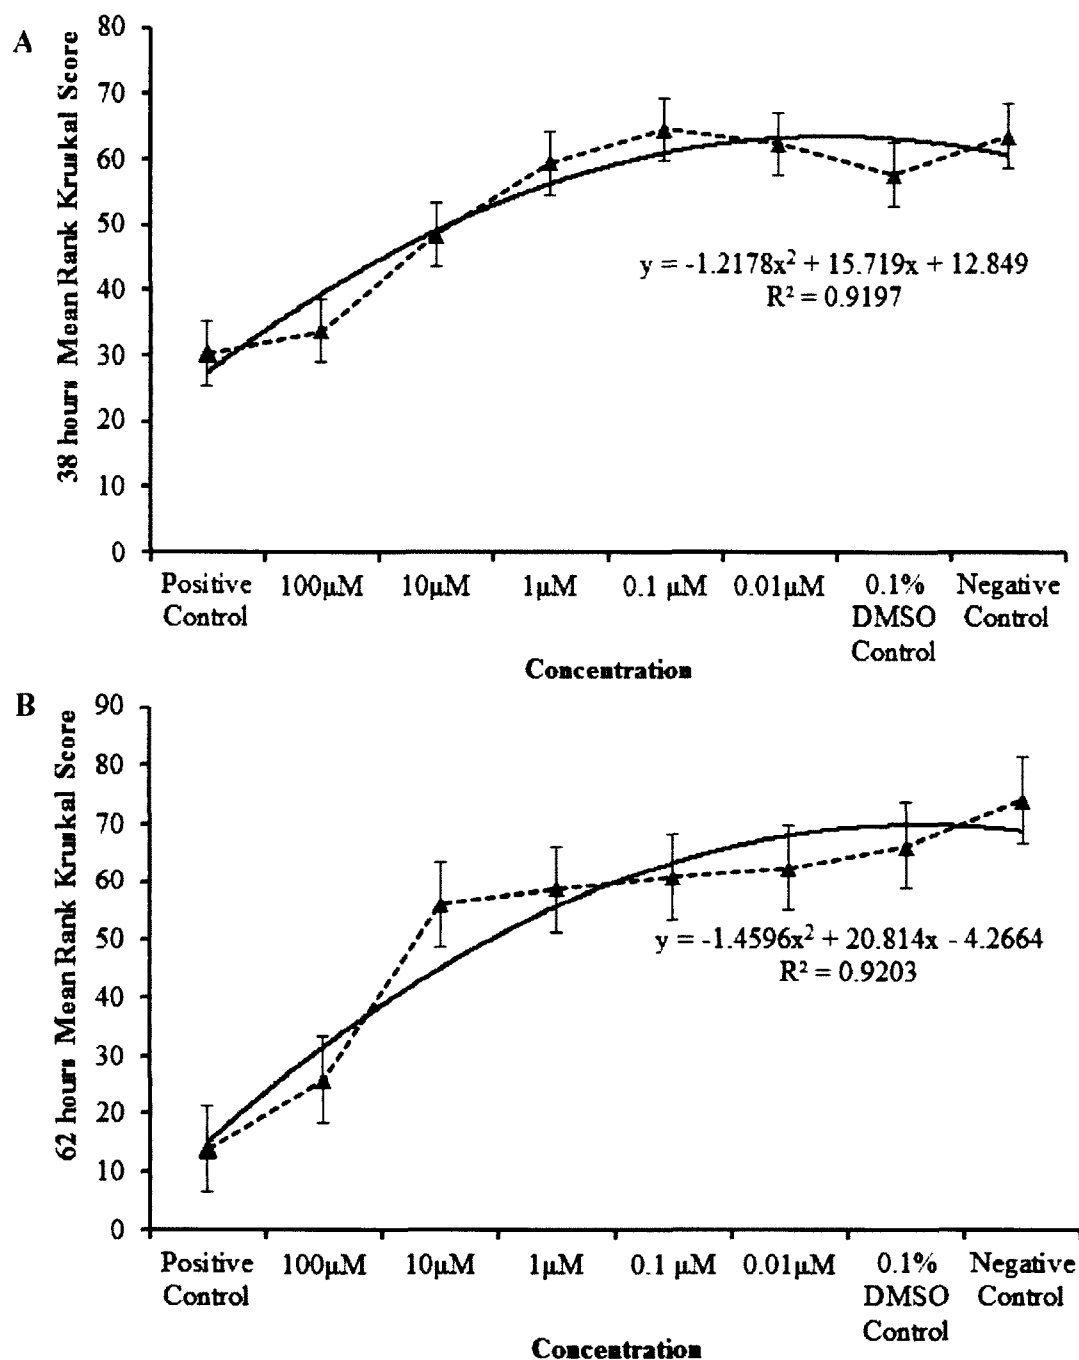 A
38 hours Mean Rank Kruskal Score
80
70
60
50
40
30
20
10
0
y = -1.2178x² + 15.719x + 12.849
R² = 0.9197
Positive
Control
100µM
10µM
1µM
0.1 µM
0.01µM
0.1%
DMSO
Control
Negative
Control
Concentration
B
62 hours Mean Rank Kruskal Score
90
80
70
60
50
40
30
20
10
0
y = -1.4596x² + 20.814x - 4.2664
R² = 0.9203
Positive
Control
100µM
10µM
1µM
0.1 µM
0.01µM
0.1%
DMSO
Control
Negative
Control
Concentration